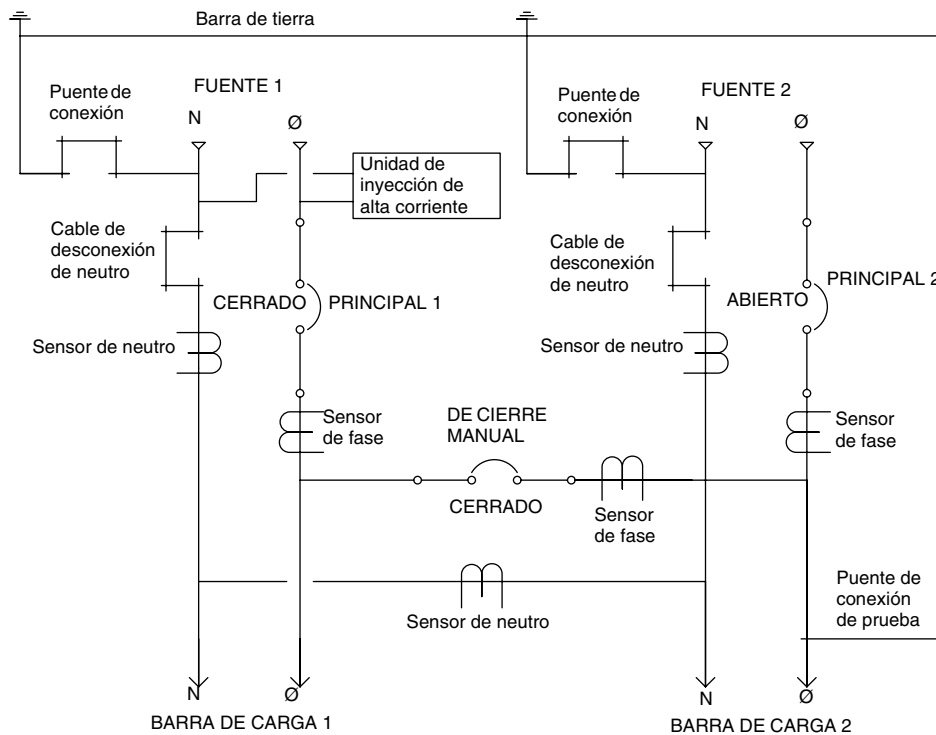 Barra de tierra
Puente de
conexión
FUENTE 1
N
Ø
Unidad de
inyección de
alta corriente
Puente de
conexión
FUENTE 2
N
Ø
Cable de
desconexión
de neutro
CERRADO
PRINCIPAL 1
Cable de
desconexión
de neutro
ABIERTO
PRINCIPAL 2
Sensor de neutro
Sensor de neutro
Sensor
de fase
DE CIERRE
MANUAL
CERRADO
Sensor
de fase
Sensor
de fase
Sensor de neutro
Puente de
conexión
de prueba
N
Ø
BARRA DE CARGA 1
N
Ø
BARRA DE CARGA 2